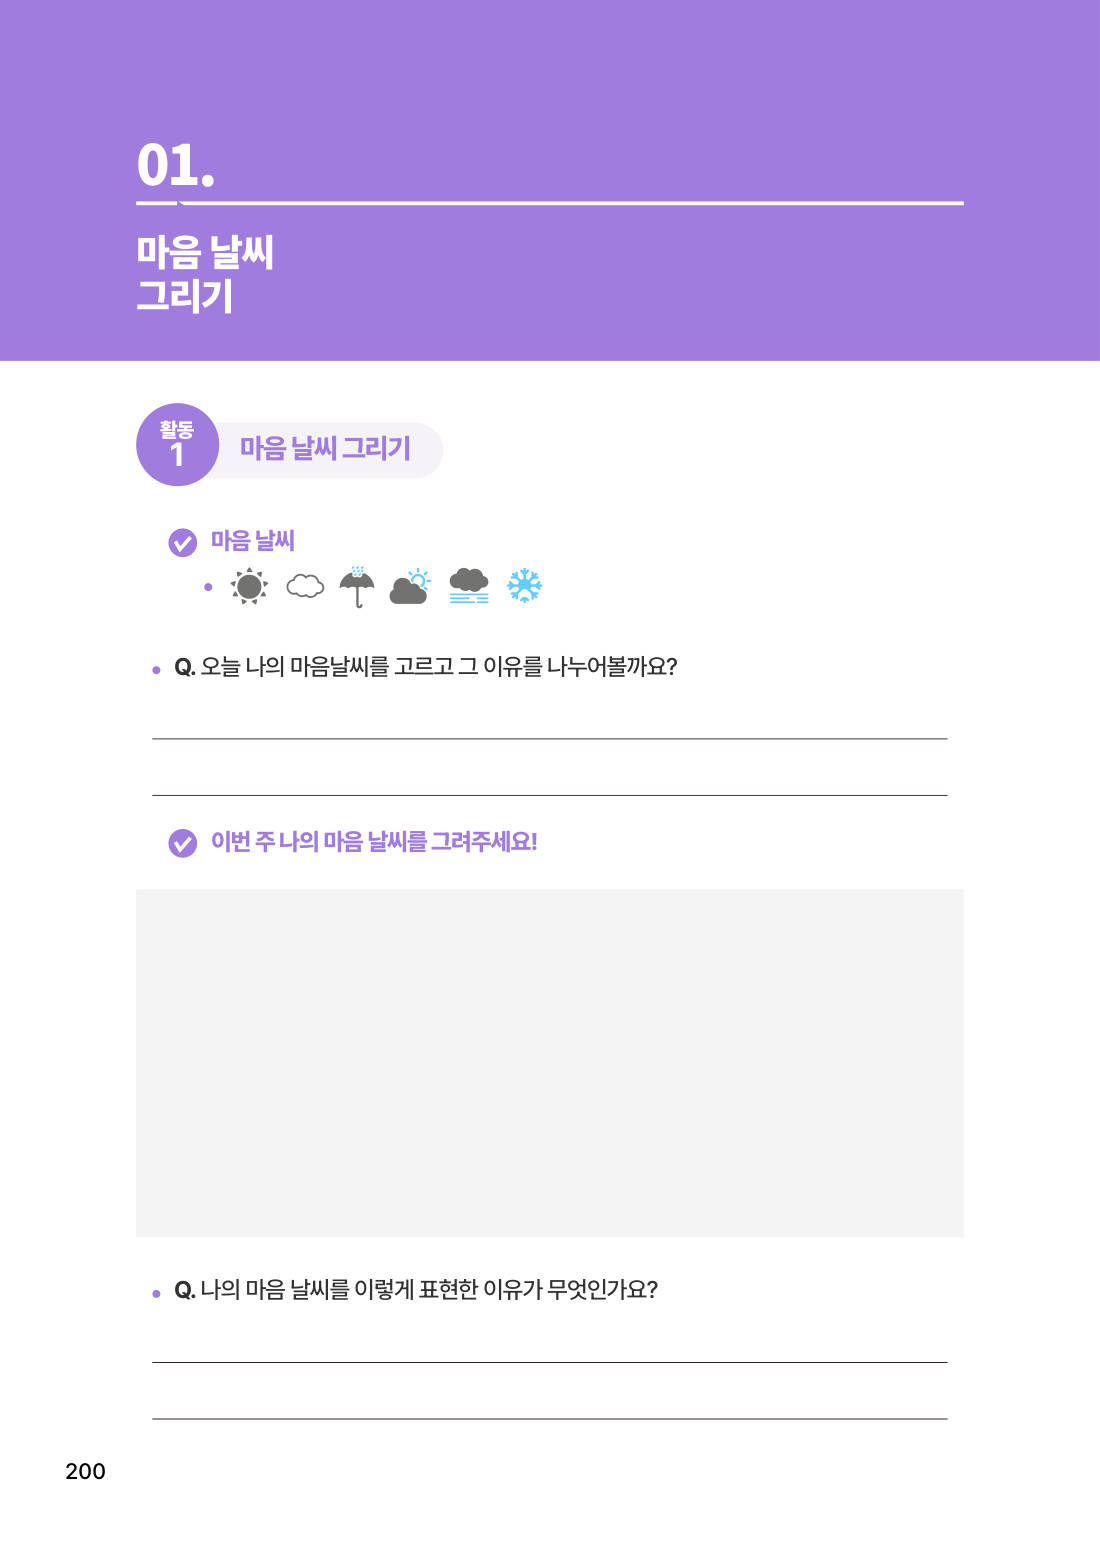 01.
마음 날씨
그리기
활동
1
마음 날씨 그리기
마음 날씨
Q. 오늘 나의 마음날씨를 고르고 그 이유를 나누어볼까요?
이번 주 나의 마음 날씨를 그려주세요!
Q. 나의 마음 날씨를 이렇게 표현한 이유가 무엇인가요?
200